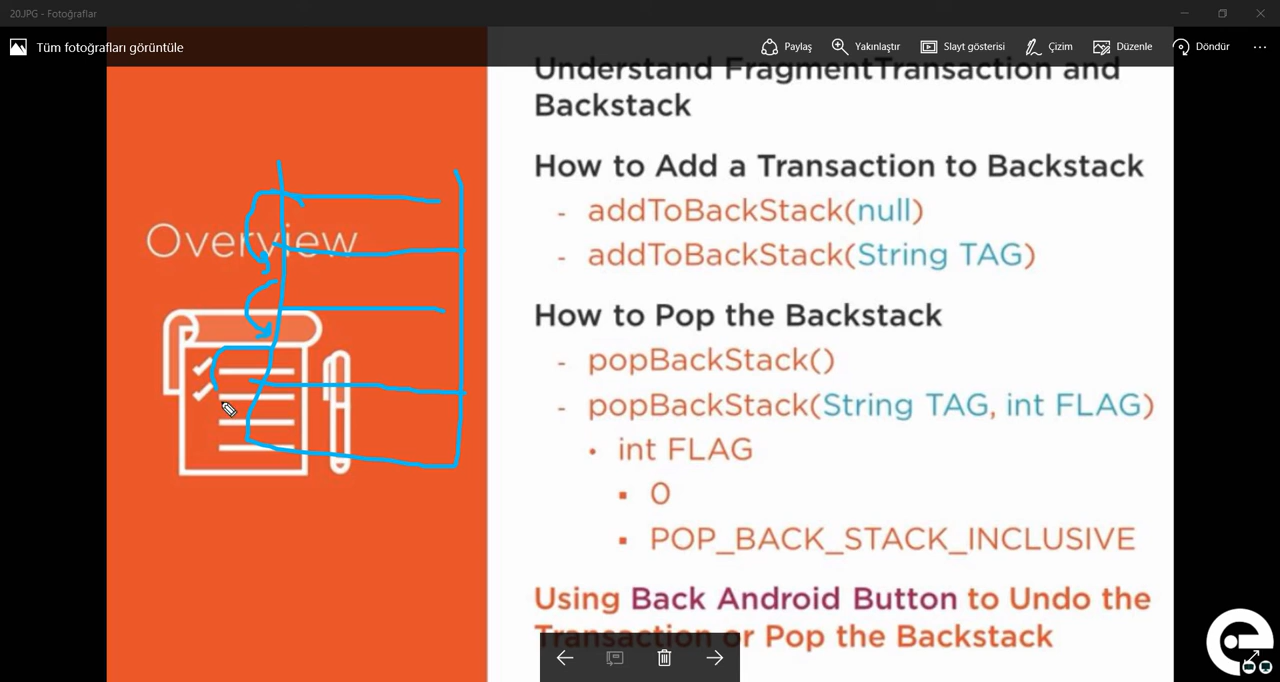 20JPG - Fotoğraflar
Tüm fotoğrafları görüntüle
Paylaş
Yakınlaştır
Slayt gösterisi
Çizim
Düzenle
Döndür
Understand FragmentTransaction and
Backstack
How to Add a Transaction to Backstack
- addToBackStack(null)
- addToBackStack(String TAG)
Overview
How to Pop the Backstack
- popBackStack()
- popBackStack(String TAG, int FLAG)
• int FLAG
▪ 0
▪ POP_BACK_STACK_INCLUSIVE
Using Back Android Button to Undo the
Transaction or Pop the Backstack